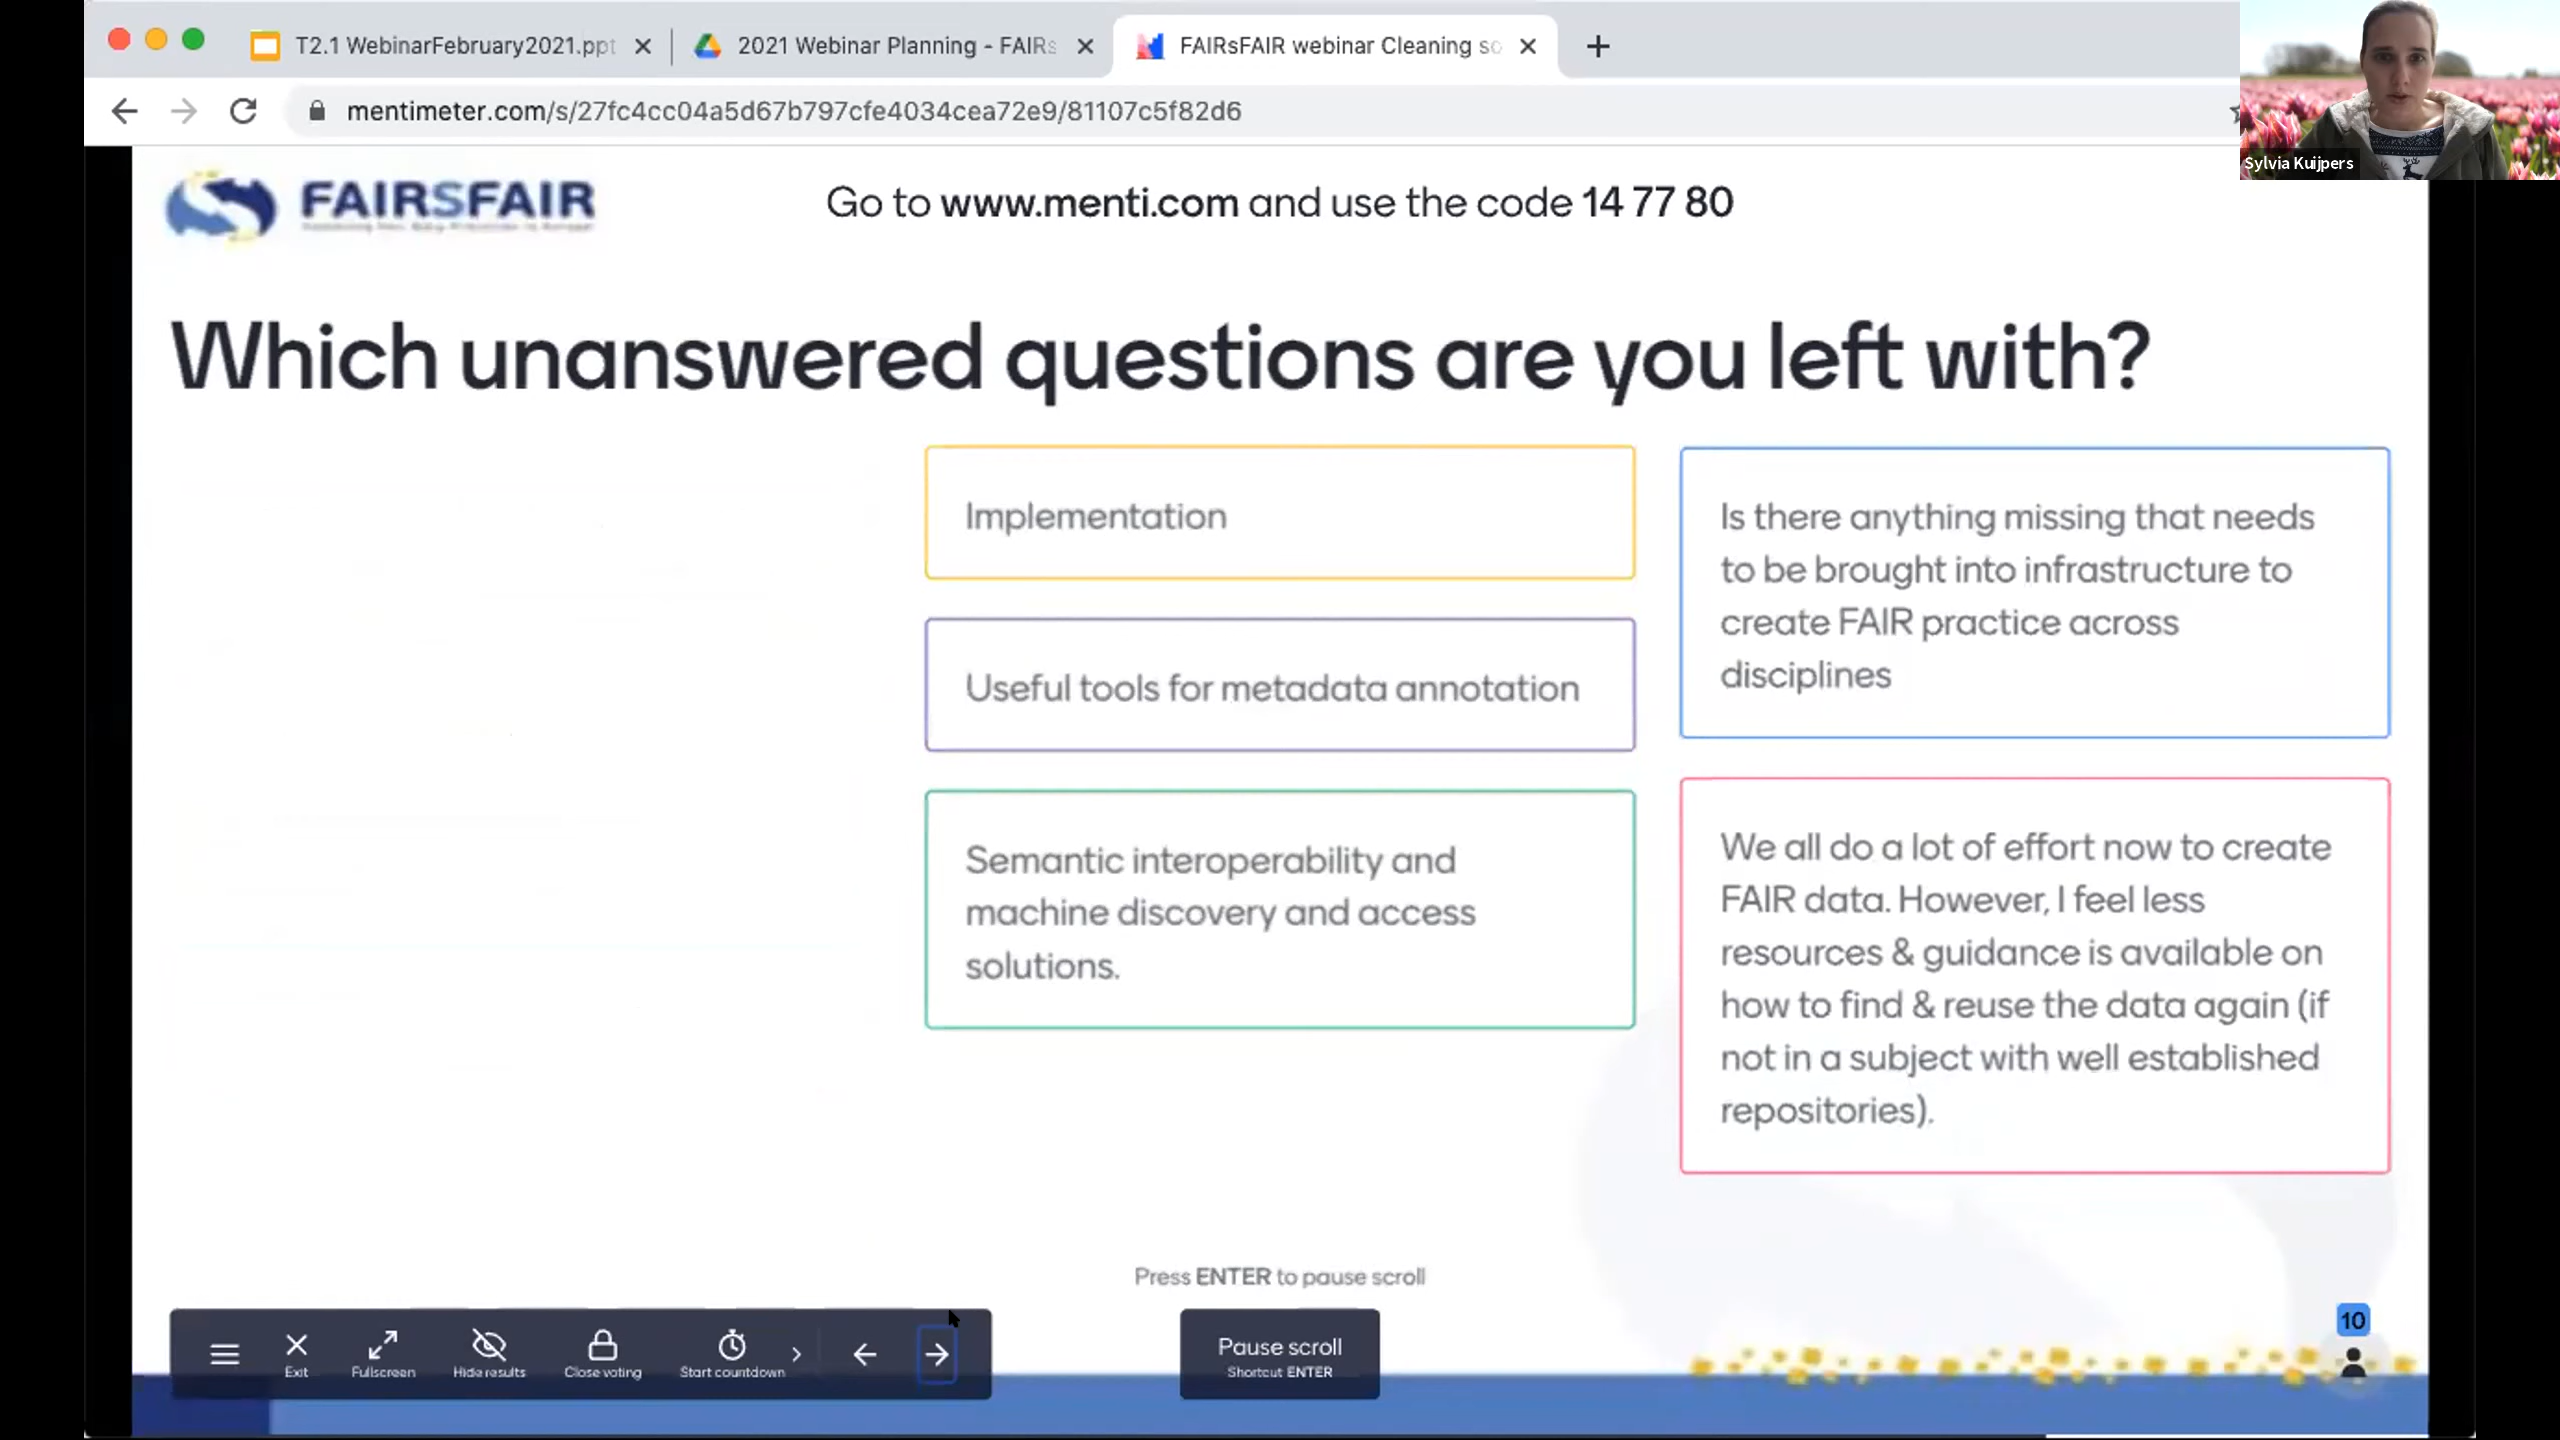 T2.1 WebinarFebruary2021.ppt
2021 Webinar Planning - FAIRs
FAIRsFAIR webinar Cleaning so
mentimeter.com/s/27fc4cc04a5d67b797cfe4034cea72e9/81107c5f82d6
Sylvia Kuijpers
FAIRSFAIR
Go to www.menti.com and use the code 14 77 80
Which unanswered questions are you left with?
Implementation
Useful tools for metadata annotation
Semantic interoperability and
machine discovery and access
solutions.
Is there anything missing that needs
to be brought into infrastructure to
create FAIR practice across
disciplines
We all do a lot of effort now to create
FAIR data. However, I feel less
resources & guidance is available on
how to find & reuse the data again (if
not in a subject with well established
repositories).
Press ENTER to pause scroll
Exit
Fullscreen
Hide results
Close voting
Start countdown
Pause scroll
Shortcut ENTER
10